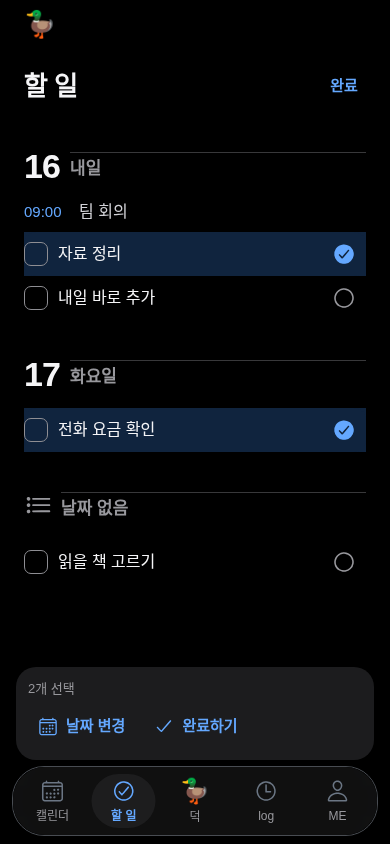 할 일
완료
16 내일
09:00 팀 회의
자료 정리
내일 바로 추가
17 화요일
전화 요금 확인
날짜 없음
읽을 책 고르기
2개 선택
날짜 변경 완료하기
캘린더 할 일 덕 log ME